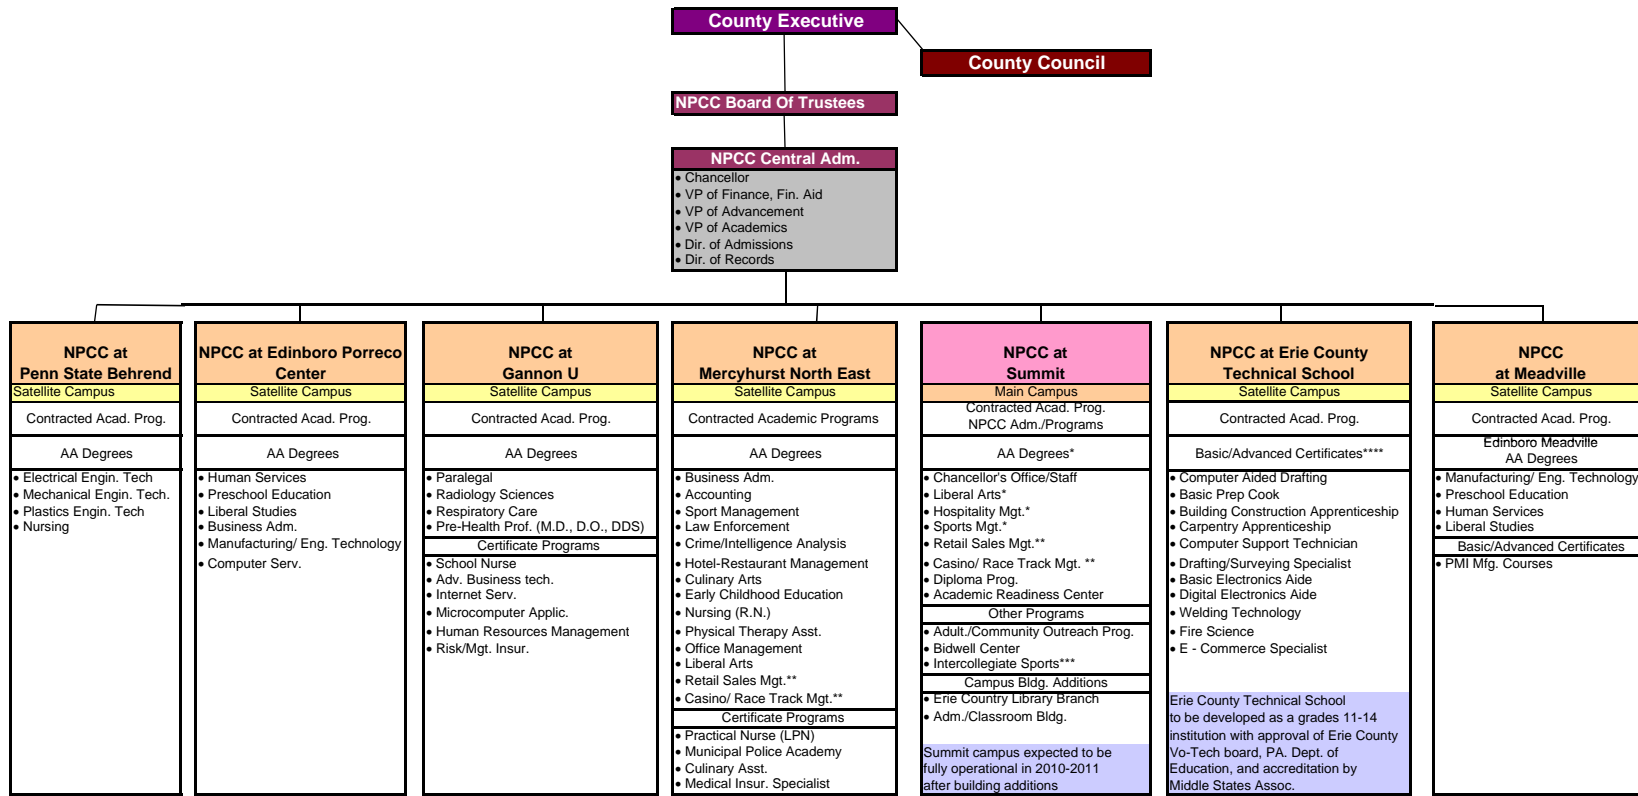 County Executive
County Council
NPCC Board Of Trustees
NPCC Central Adm.
• Chancellor
• VP of Finance, Fin. Aid
• VP of Advancement
• VP of Academics
• Dir. of Admissions
• Dir. of Records
NPCC at
Penn State Behrend
Satellite Campus
Contracted Acad. Prog.
AA Degrees
• Electrical Engin. Tech
• Mechanical Engin. Tech.
• Plastics Engin. Tech
• Nursing
NPCC at Edinboro Porreco
Center
Satellite Campus
Contracted Acad. Prog.
AA Degrees
• Human Services
• Preschool Education
• Liberal Studies
• Business Adm.
• Manufacturing/ Eng. Technology
• Computer Serv.
NPCC at
Gannon U
Satellite Campus
Contracted Acad. Prog.
AA Degrees
• Paralegal
• Radiology Sciences
• Respiratory Care
• Pre-Health Prof. (M.D., D.O., DDS)
Certificate Programs
• School Nurse
• Adv. Business tech.
• Internet Serv.
• Microcomputer Applic.
• Human Resources Management
• Risk/Mgt. Insur.
NPCC at
Mercyhurst North East
Satellite Campus
Contracted Academic Programs
AA Degrees
• Business Adm.
• Accounting
• Sport Management
• Law Enforcement
• Crime/Intelligence Analysis
• Hotel-Restaurant Management
• Culinary Arts
• Early Childhood Education
• Nursing (R.N.)
• Physical Therapy Asst.
• Office Management
• Liberal Arts
• Retail Sales Mgt.**
• Casino/ Race Track Mgt.**
Certificate Programs
• Practical Nurse (LPN)
• Municipal Police Academy
• Culinary Asst.
• Medical Insur. Specialist
NPCC at
Summit
Main Campus
Contracted Acad. Prog.
NPCC Adm./Programs
AA Degrees*
• Chancellor's Office/Staff
• Liberal Arts*
• Hospitality Mgt.*
• Sports Mgt.*
• Retail Sales Mgt.**
• Casino/ Race Track Mgt. **
• Diploma Prog.
• Academic Readiness Center
Other Programs
• Adult./Community Outreach Prog.
• Bidwell Center
• Intercollegiate Sports***
Campus Bldg. Additions
• Erie Country Library Branch
• Adm./Classroom Bldg.
Summit campus expected to be
fully operational in 2010-2011
after building additions
NPCC at Erie County
Technical School
Satellite Campus
Contracted Acad. Prog.
Basic/Advanced Certificates****
• Computer Aided Drafting
• Basic Prep Cook
• Building Construction Apprenticeship
• Carpentry Apprenticeship
• Computer Support Technician
• Drafting/Surveying Specialist
• Basic Electronics Aide
• Digital Electronics Aide
• Welding Technology
• Fire Science
• E - Commerce Specialist
Erie County Technical School
to be developed as a grades 11-14
institution with approval of Erie County
Vo-Tech board, PA. Dept. of
Education, and accreditation by
Middle States Assoc.
NPCC
at Meadville
Satellite Campus
Contracted Acad. Prog.
Edinboro Meadville
AA Degrees
• Manufacturing/ Eng. Technology
• Preschool Education
• Human Services
• Liberal Studies
Basic/Advanced Certificates
• PMI Mfg. Courses